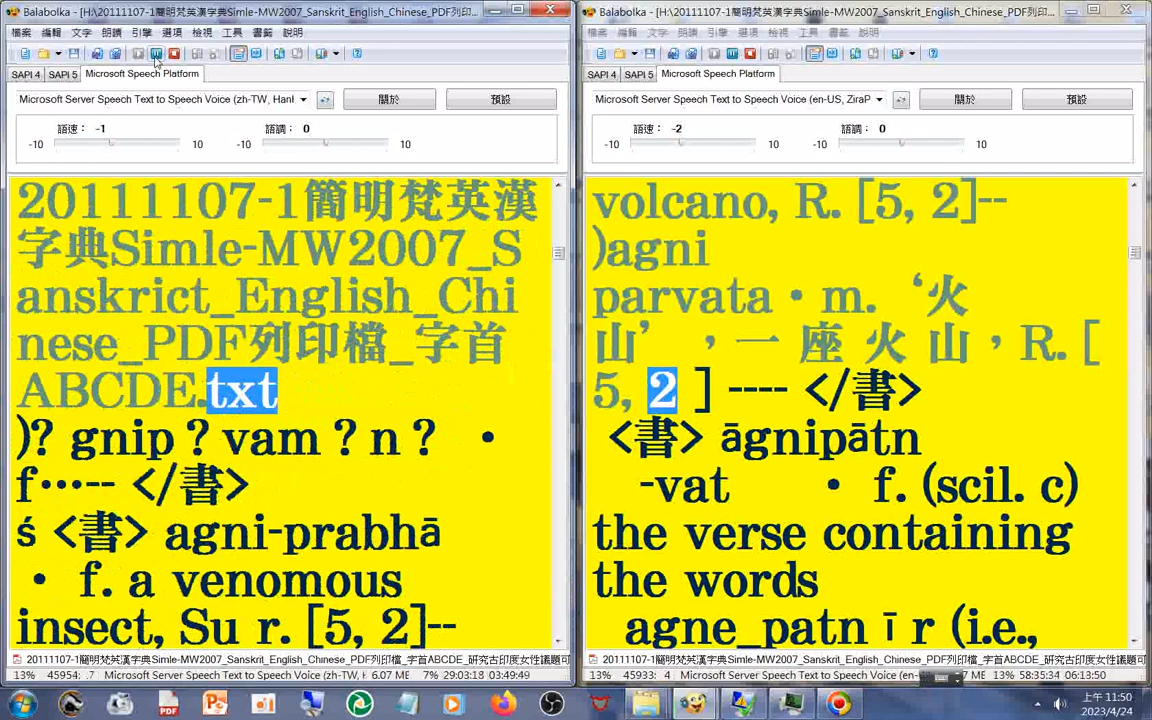 Balabolka - [H:\20111107-1簡明梵英漢字典Simle-MW2007_Sanskrit_English_Chinese_PDF列印...
檔案 編輯 文字 朗讀 引擎 選項 檢視 工具 書籤 說明
SAPI 4 SAPI 5 Microsoft Speech Platform
Microsoft Server Speech Text to Speech Voice (zh-TW, HanI 關於 預設
語速： -1 語調： 0
-10 10 -10 10
20111107-1簡明梵英漢
字典Simle-MW2007_S
anskrict_English_Chi
nese_PDF列印檔_字首
ABCDE.txt
)? gnip ? vam ? n ? •
f⋯-- </書>
ś <書> agni-prabhā
• f. a venomous
insect, Su r. [5, 2]--
20111107-1簡明梵英漢字典Simle-MW2007_Sanskrit_English_Chinese_PDF列印檔_字首ABCDE_研究古印度女性議題可
13% 45954: .7 Microsoft Server Speech Text to Speech Voice (zh-TW, H 6.07 ME 7% 29:03:18 03:49:49
Balabolka - [H:\20111107-1簡明梵英漢字典Simle-MW2007_Sanskrit_English_Chinese_PDF列印...
檔案 編輯 文字 朗讀 引擎 選項 檢視 工具 書籤 說明
SAPI 4 SAPI 5 Microsoft Speech Platform
Microsoft Server Speech Text to Speech Voice (en-US, ZiraP 關於 預設
語速： -2 語調： 0
-10 10 -10 10
volcano, R. [5, 2]--
)agni
parvata • m. ‘火
山’ ，一 座 火 山，R. [
5, 2 ] ---- </書>
<書> āgnipātn
-vat • f. (scil. c)
the verse containing
the words
agne_patn ī r (i.e.,
20111107-1簡明梵英漢字典Simle-MW2007_Sanskrit_English_Chinese_PDF列印檔_字首ABCDE_研究古印度女性議題可
13% 45933: 4 Microsoft Server Speech Text to Speech Voice (en-US, 13% 58:35:34 06:13:50
上午 11:50
2023/4/24